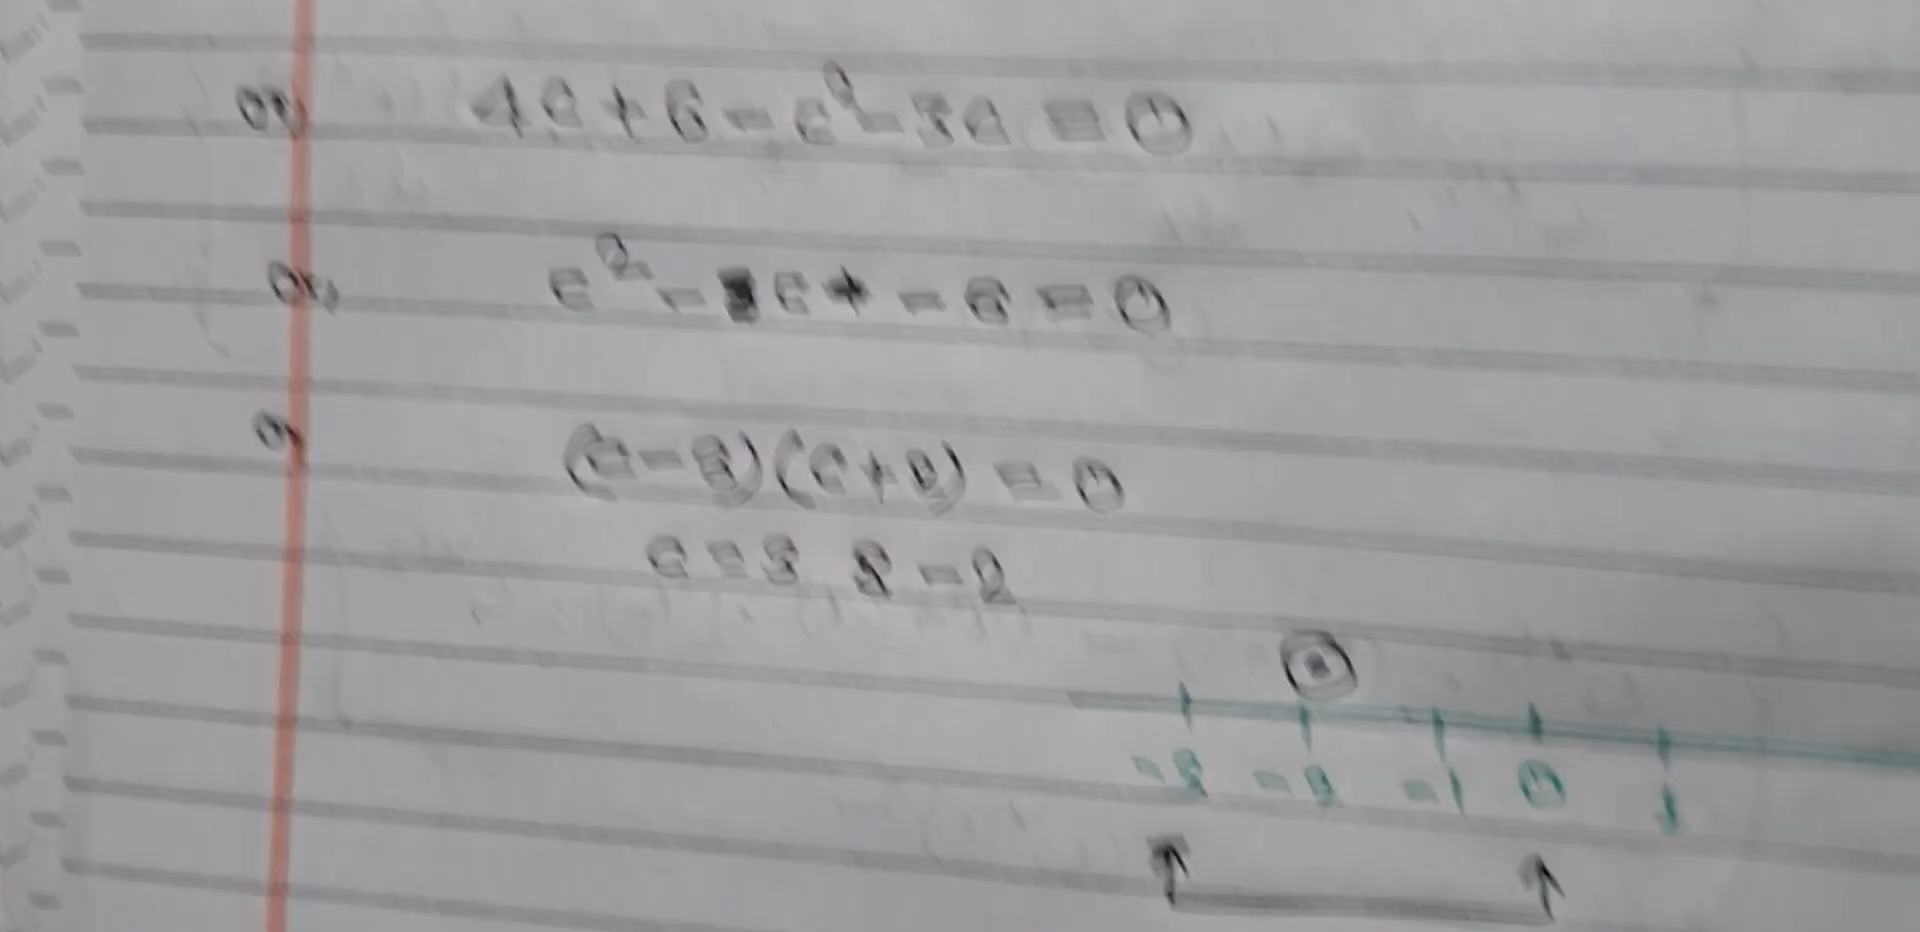 or, 4c + 6 - c² - 3c = 0
or, c² - c - 6 = 0
or (c-3)(c+2) = 0
c = 3 & -2
-3 -2 -1 0 1